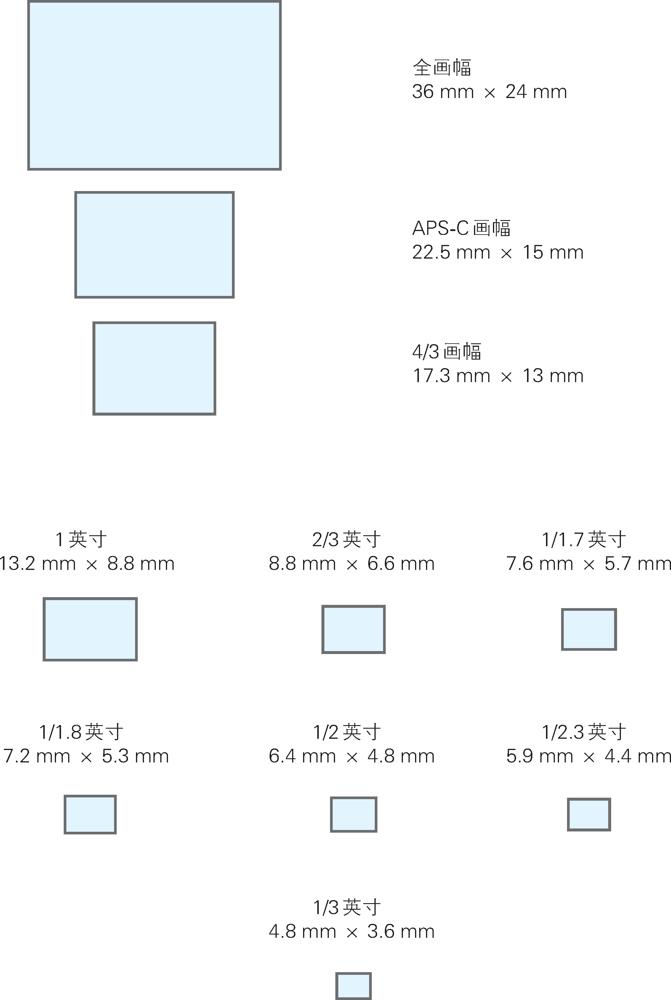 全画幅
36 mm × 24 mm
APS-C画幅
22.5 mm × 15 mm
4/3画幅
17.3 mm × 13 mm
1英寸
13.2 mm × 8.8 mm
2/3英寸
8.8 mm × 6.6 mm
1/1.7英寸
7.6 mm × 5.7 mm
1/1.8英寸
7.2 mm × 5.3 mm
1/2英寸
6.4 mm × 4.8 mm
1/2.3英寸
5.9 mm × 4.4 mm
1/3英寸
4.8 mm × 3.6 mm